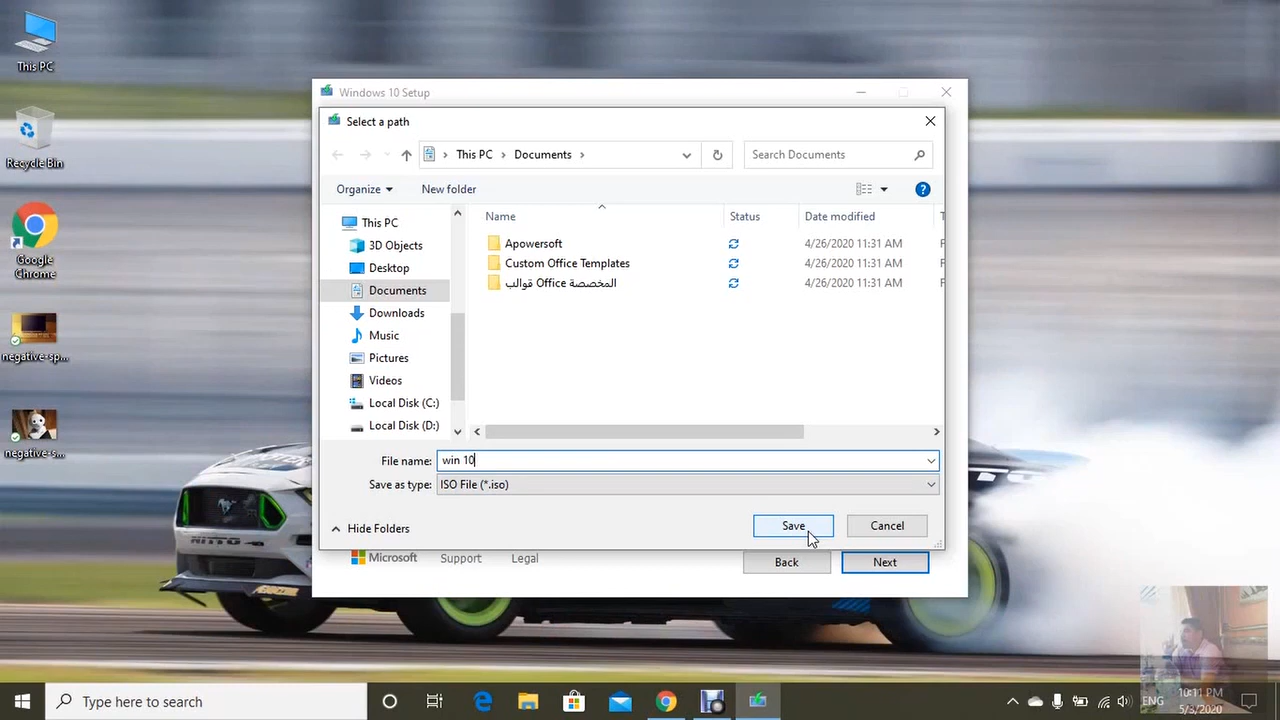 This PC
Recycle Bin
Google
Chrome
negative-sp...
negative-s...
Windows 10 Setup
Select a path
This PC
Documents
Search Documents
Organize
New folder
This PC
3D Objects
Desktop
Documents
Downloads
Music
Pictures
Videos
Local Disk (C:)
Local Disk (D:)
Name Status Date modified T
Apowersoft 4/26/2020 11:31 AM F
Custom Office Templates 4/26/2020 11:31 AM F
قوالب Office المخصصة 4/26/2020 11:31 AM F
File name: win 10
Save as type: ISO File (*.iso)
Hide Folders
Save
Cancel
Microsoft Support Legal
Back
Next
NITTO
Type here to search
ENG
10:11 PM
5/3/2020